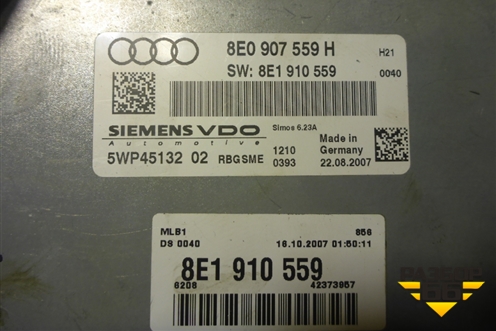 8E0 907 559 H
H21
SW: 8E1 910 559
0040
SIEMENS VDO
Automotive
Simos 6.23A
5WP45132 02
RBGSME
1210
0393
Made in
Germany
22.08.2007
MLB1
856
DS 0040
16.10.2007 01:50:11
8E1 910 559
6208
42373957